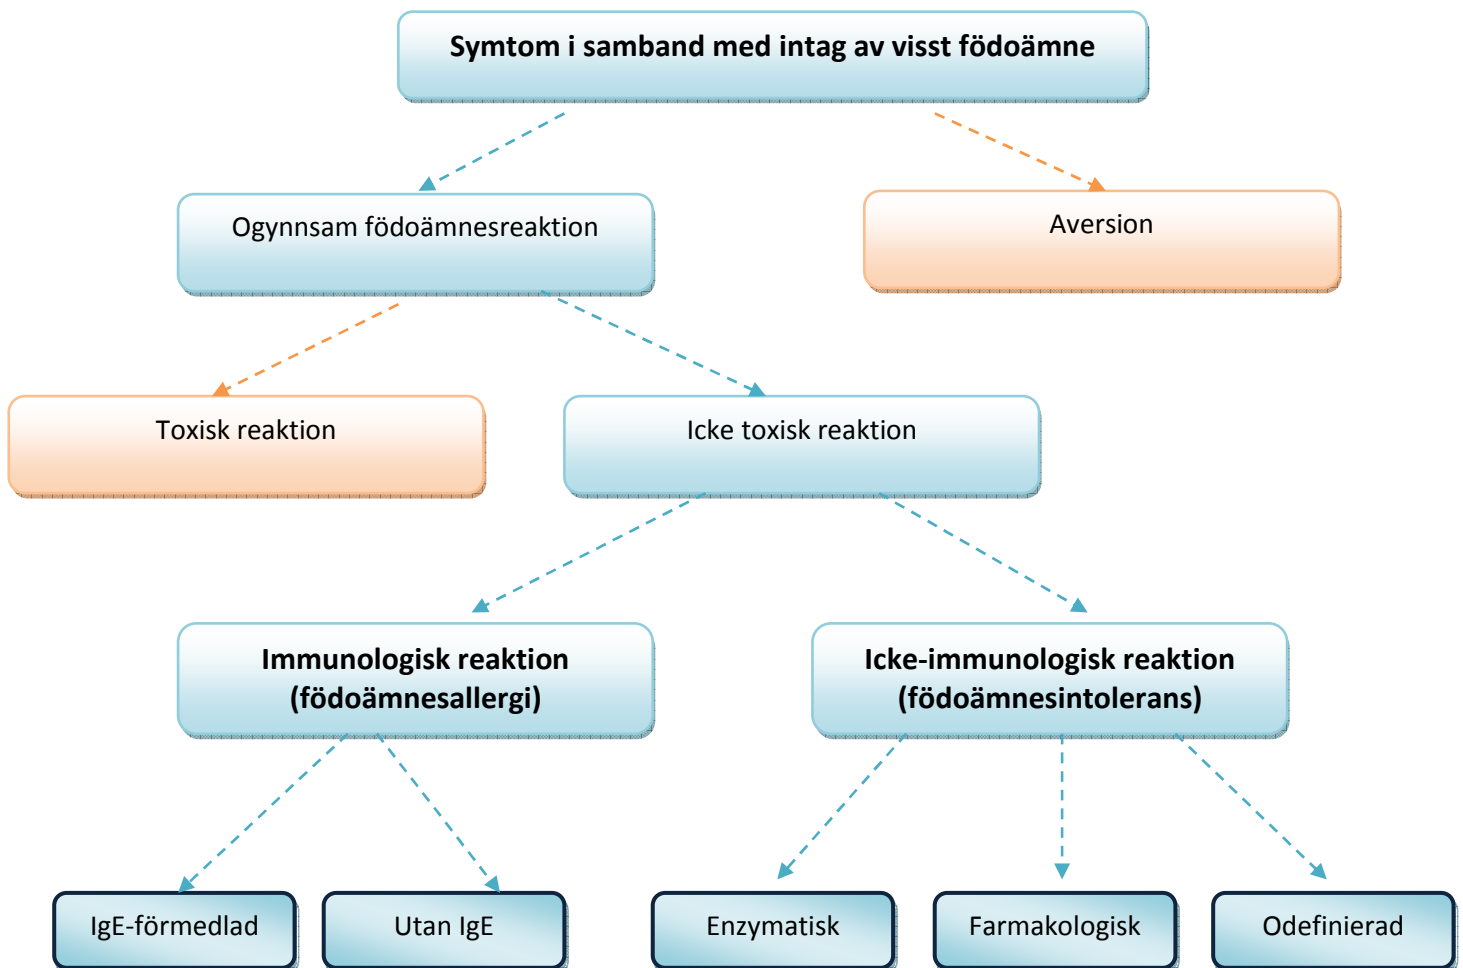 Symtom i samband med intag av visst födoämne
Ogynnsam födoämnesreaktion
Aversion
Toxisk reaktion
Icke toxisk reaktion
Immunologisk reaktion
(födoämnesallergi)
Icke-immunologisk reaktion
(födoämnesintolerans)
IgE-förmedlad
Utan IgE
Enzymatisk
Farmakologisk
Odefinierad